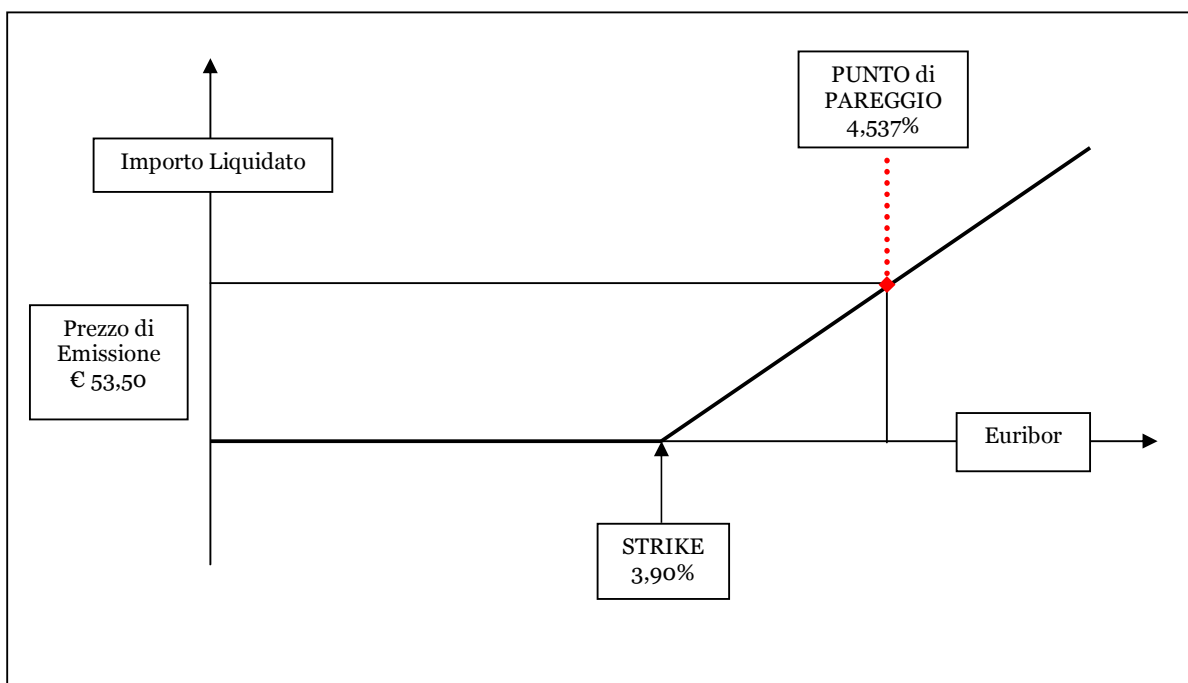 PUNTO di
PAREGGIO
4,537%
Importo Liquidato
Prezzo di
Emissione
€ 53,50
Euribor
STRIKE
3,90%